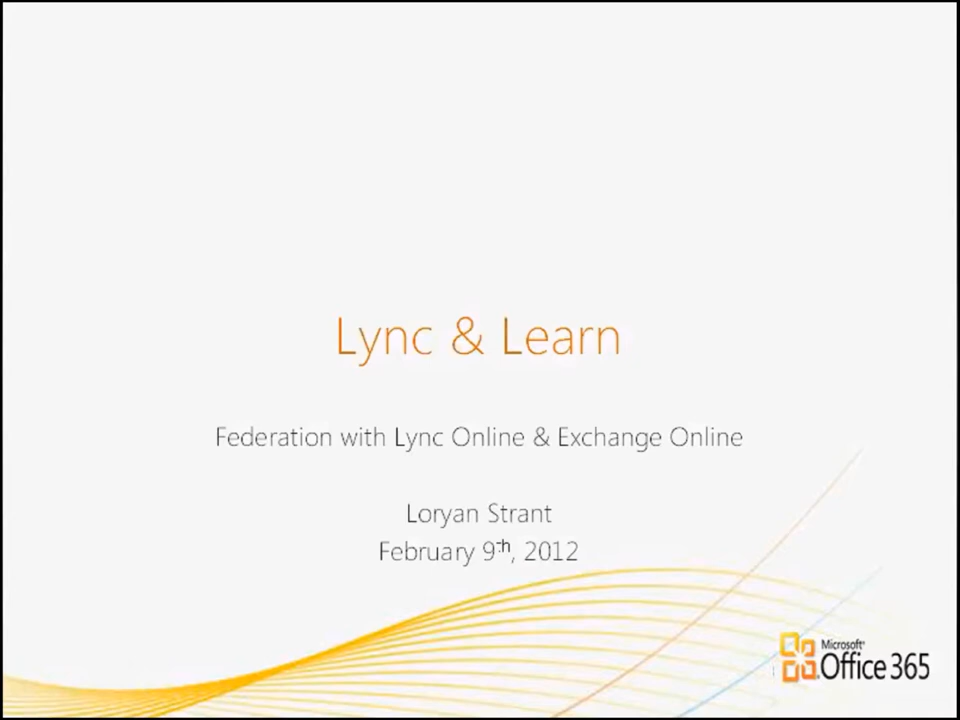 Lync & Learn
Federation with Lync Online & Exchange Online
Loryan Strant
February 9th, 2012
Microsoft®
Office 365